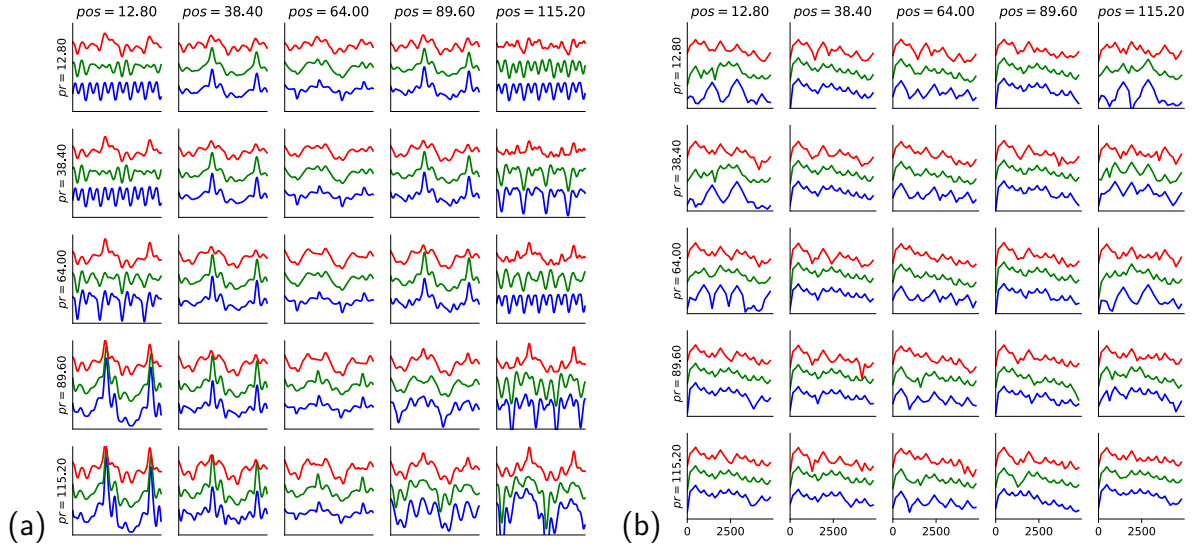 pos = 12.80 pos = 38.40 pos = 64.00 pos = 89.60 pos = 115.20
pr = 12.80
pr = 38.40
pr = 64.00
pr = 89.60
pr = 115.20
(a)
pos = 12.80 pos = 38.40 pos = 64.00 pos = 89.60 pos = 115.20
pr = 12.80
pr = 38.40
pr = 64.00
pr = 89.60
pr = 115.20
0 2500 0 2500 0 2500 0 2500 0 2500
(b)